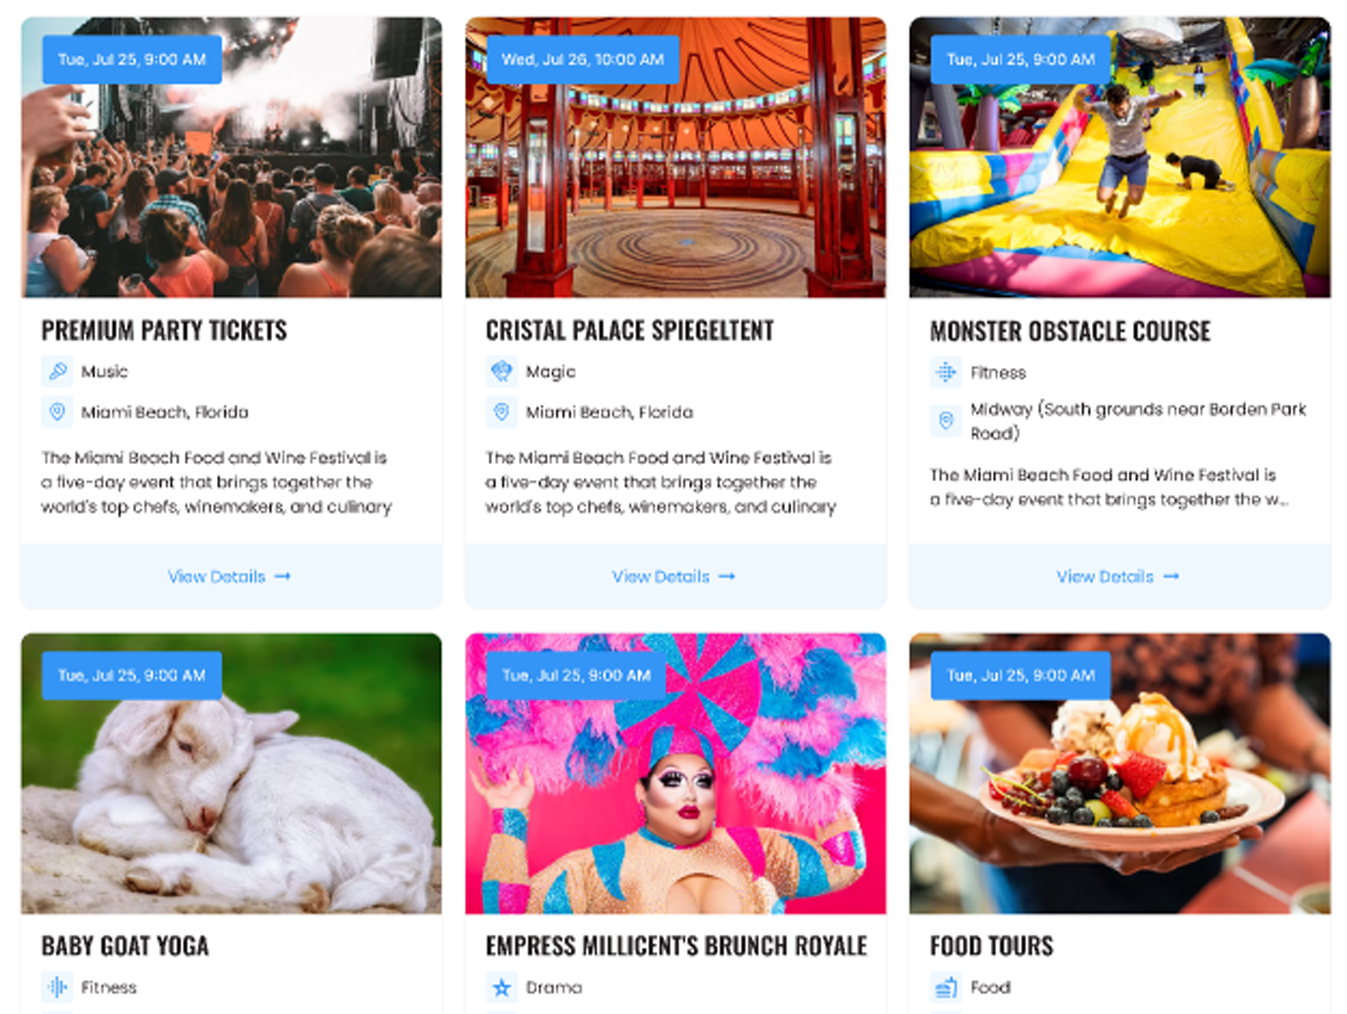 Tue, Jul 25, 9:00 AM
PREMIUM PARTY TICKETS
Music
Miami Beach, Florida
The Miami Beach Food and Wine Festival is
a five-day event that brings together the
world's top chefs, winemakers, and culinary
View Details →
Wed, Jul 26, 10:00 AM
CRISTAL PALACE SPIEGELTENT
Magic
Miami Beach, Florida
The Miami Beach Food and Wine Festival is
a five-day event that brings together the
world's top chefs, winemakers, and culinary
View Details →
Tue, Jul 25, 9:00 AM
MONSTER OBSTACLE COURSE
Fitness
Midway (South grounds near Borden Park
Road)
The Miami Beach Food and Wine Festival is
a five-day event that brings together the w...
View Details →
Tue, Jul 25, 9:00 AM
BABY GOAT YOGA
Fitness
Tue, Jul 25, 9:00 AM
EMPRESS MILLICENT'S BRUNCH ROYALE
Drama
Tue, Jul 25, 9:00 AM
FOOD TOURS
Food